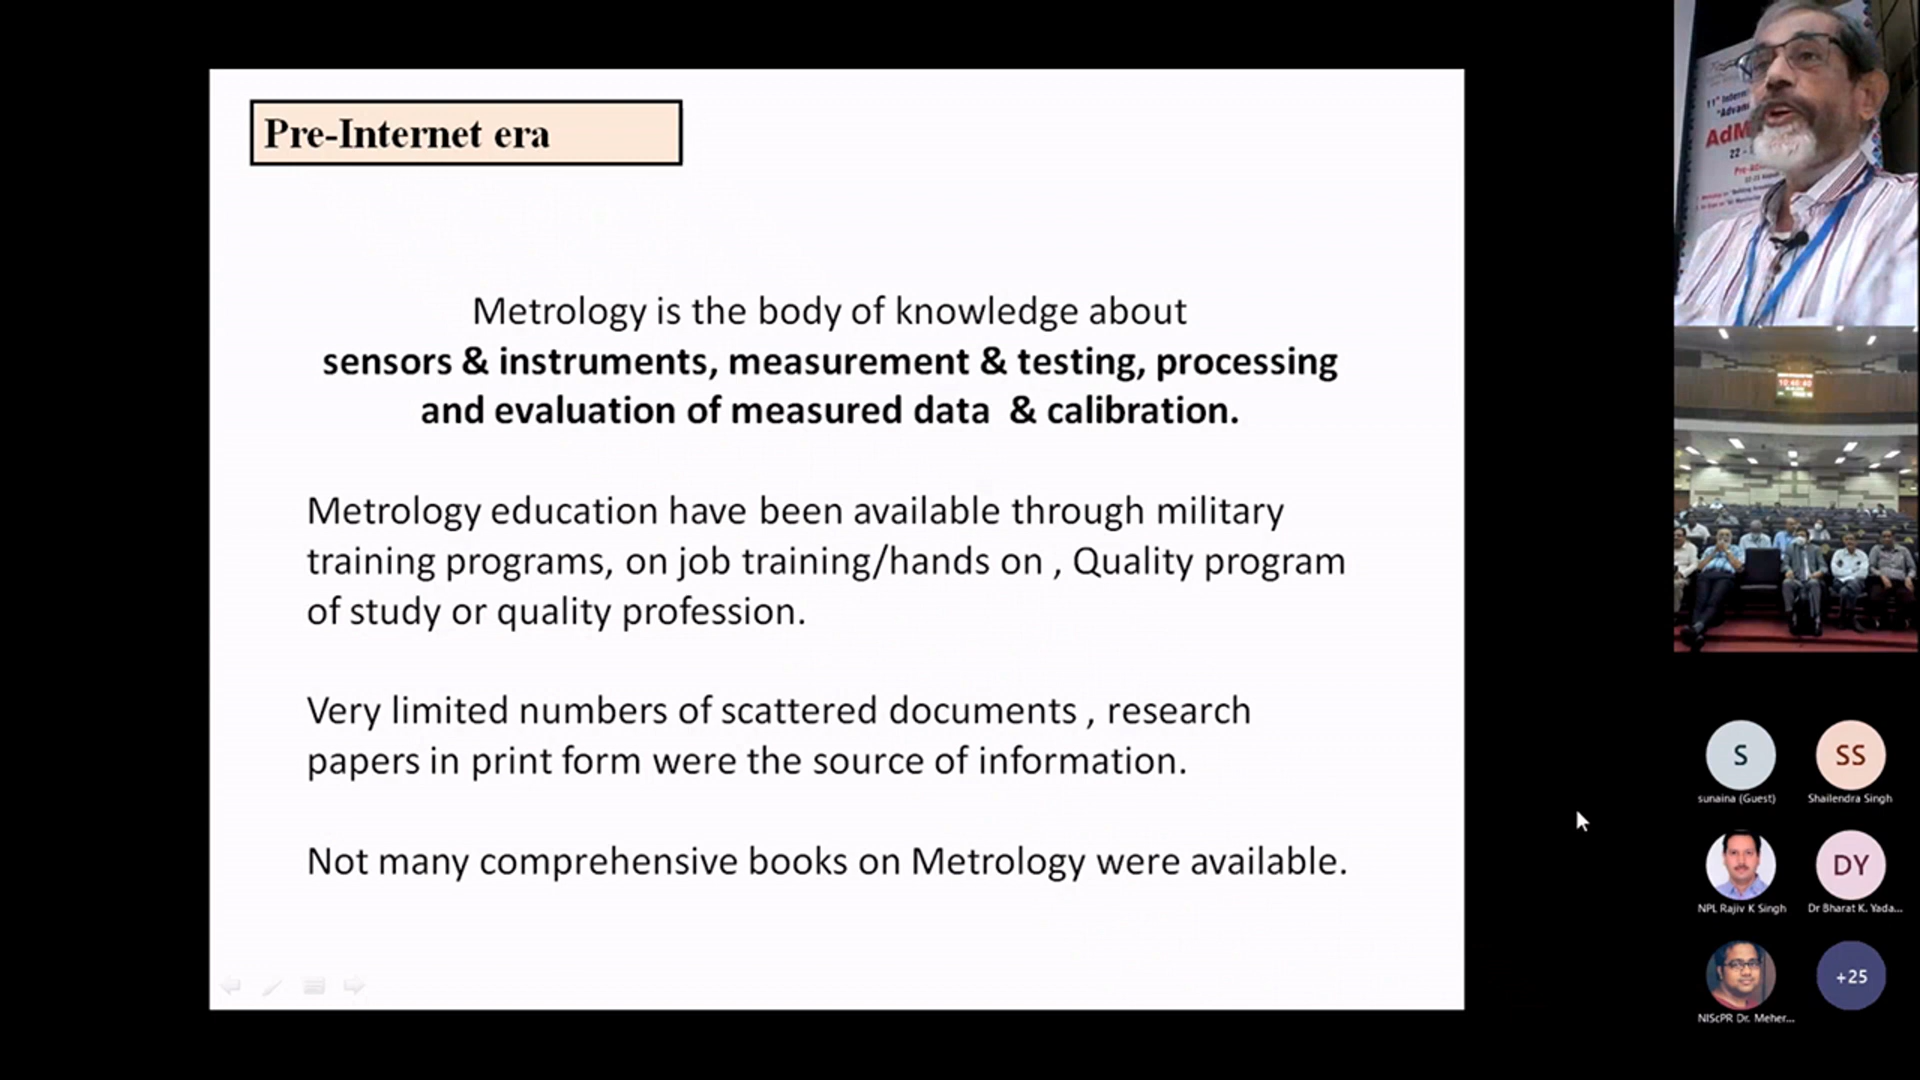 Pre-Internet era
Metrology is the body of knowledge about
sensors & instruments, measurement & testing, processing
and evaluation of measured data & calibration.
Metrology education have been available through military
training programs, on job training/hands on , Quality program
of study or quality profession.
Very limited numbers of scattered documents , research
papers in print form were the source of information.
Not many comprehensive books on Metrology were available.
11th Intern
"Advan
AdM
22 -
S
SS
sunaina (Guest)
Shailendra Singh
DY
NPL Rajiv K Singh
Dr Bharat K. Yada...
+25
NIScPR Dr. Meher...